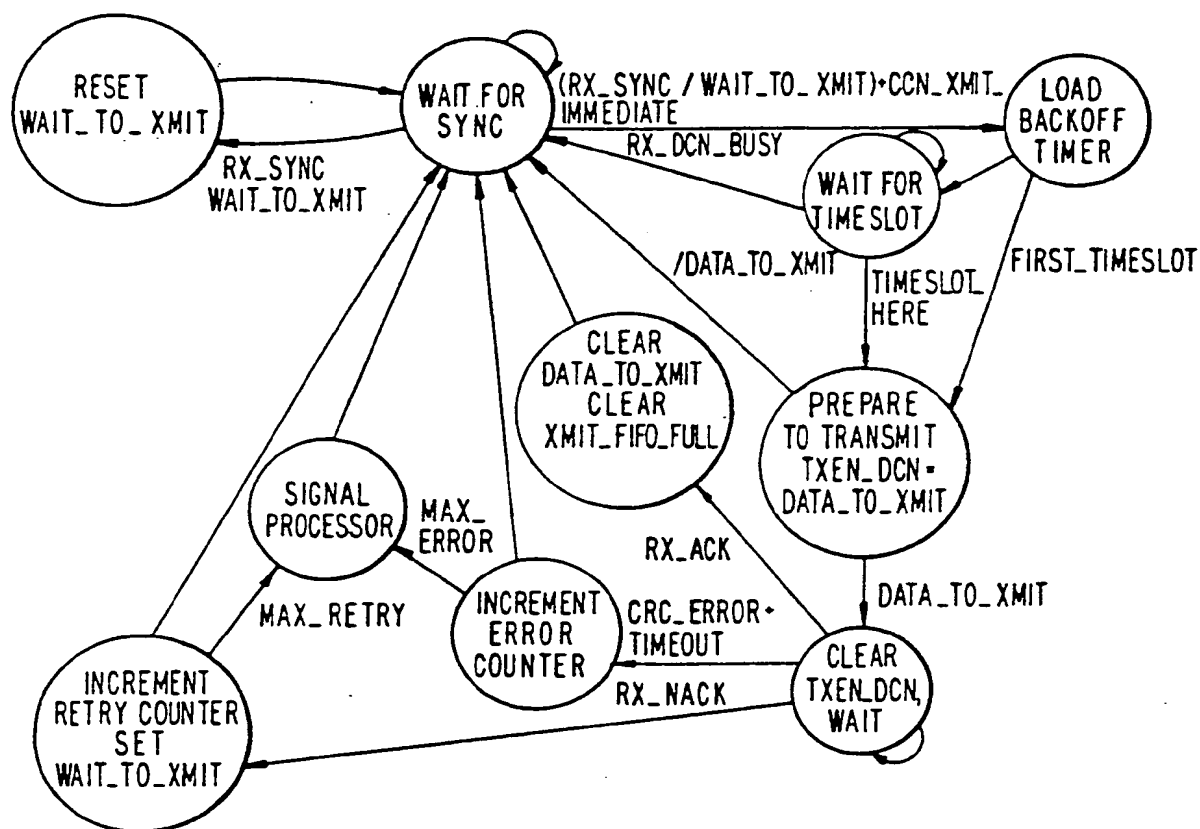 RESET
WAIT_TO_XMIT
WAIT FOR
SYNC
(RX_SYNC / WAIT_TO_XMIT)+CCN_XMIT_
IMMEDIATE
LOAD
BACKOFF
TIMER
RX_SYNC
WAIT_TO_XMIT
RX_DCN_BUSY
WAIT FOR
TIMESLOT
/DATA_TO_XMIT
TIMESLOT_
HERE
FIRST_TIMESLOT
CLEAR
DATA_TO_XMIT
CLEAR
XMIT_FIFO_FULL
PREPARE
TO TRANSMIT
TXEN_DCN=
DATA_TO_XMIT
SIGNAL
PROCESSOR
MAX_
ERROR
RX_ACK
DATA_TO_XMIT
MAX_RETRY
INCREMENT
ERROR
COUNTER
CRC_ERROR+
TIMEOUT
RX_NACK
CLEAR
TXEN_DCN,
WAIT
INCREMENT
RETRY COUNTER
SET
WAIT_TO_XMIT